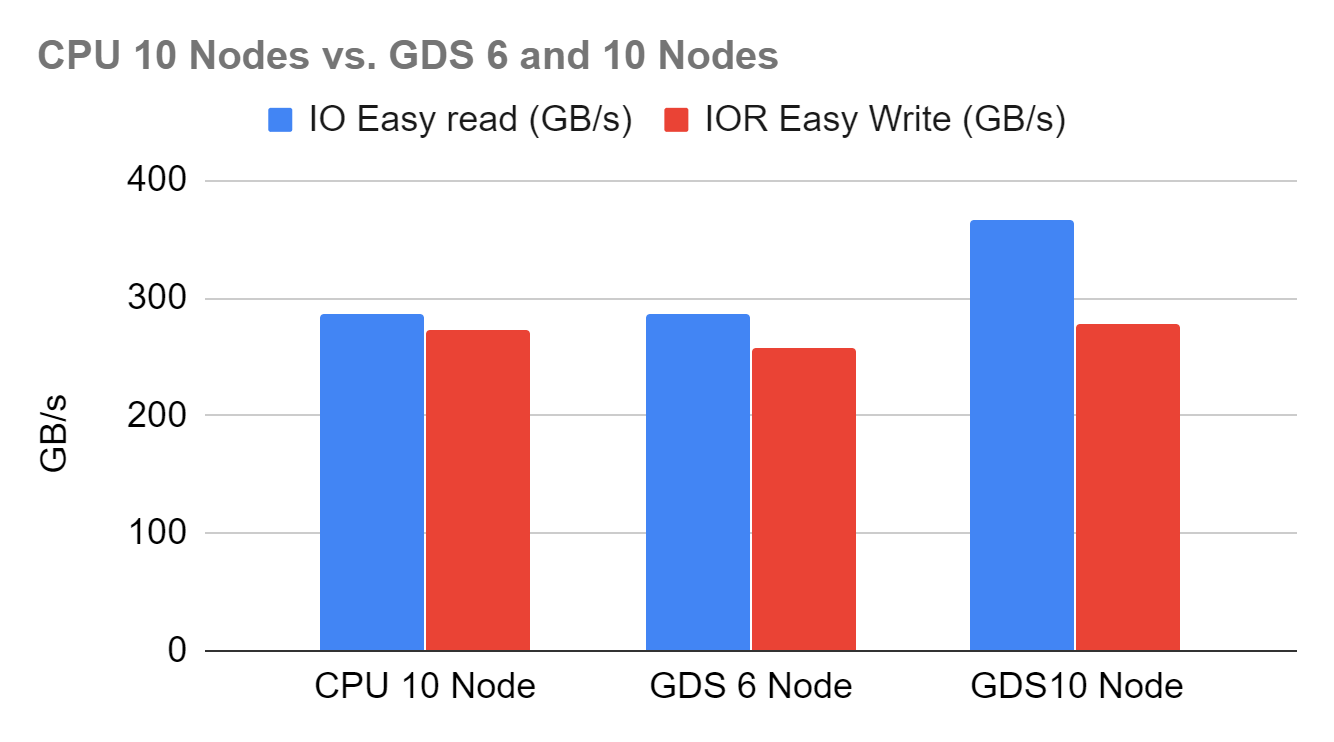 CPU 10 Nodes vs. GDS 6 and 10 Nodes
IO Easy read (GB/s) IOR Easy Write (GB/s)
400
300
200
100
0
GB/s
CPU 10 Node GDS 6 Node GDS10 Node